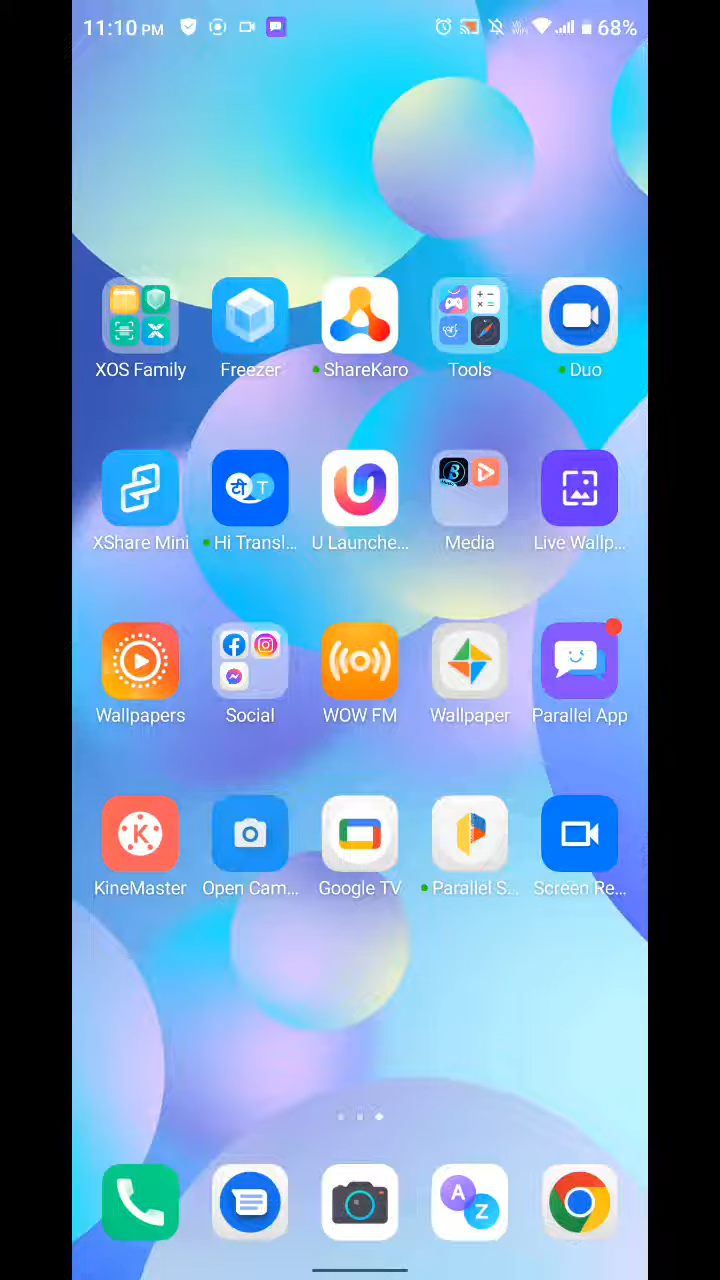 11:10 PM
68%
XOS Family Freezer ShareKaro Tools Duo
XShare Mini Hi Transl... U Launche... Media Live Wallp...
Wallpapers Social WOW FM Wallpaper Parallel App
KineMaster Open Cam... Google TV Parallel S... Screen Re...